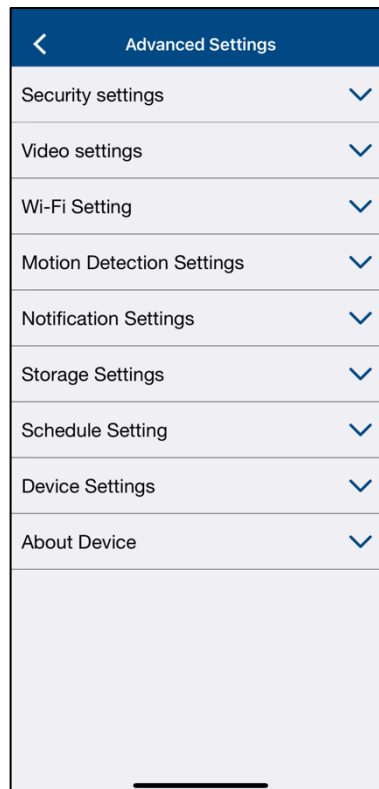 Advanced Settings
Security settings
Video settings
Wi-Fi Setting
Motion Detection Settings
Notification Settings
Storage Settings
Schedule Setting
Device Settings
About Device